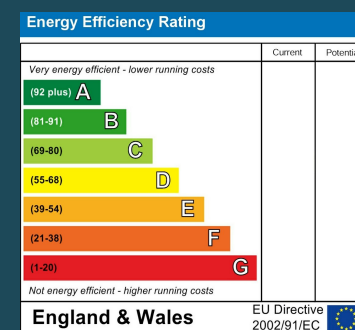 Energy Efficiency Rating
Current Potentia
Very energy efficient - lower running costs
(92 plus) A
(81-91) B
(69-80) C
(55-68) D
(39-54) E
(21-38) F
(1-20) G
Not energy efficient - higher running costs
England & Wales
EU Directive
2002/91/EC